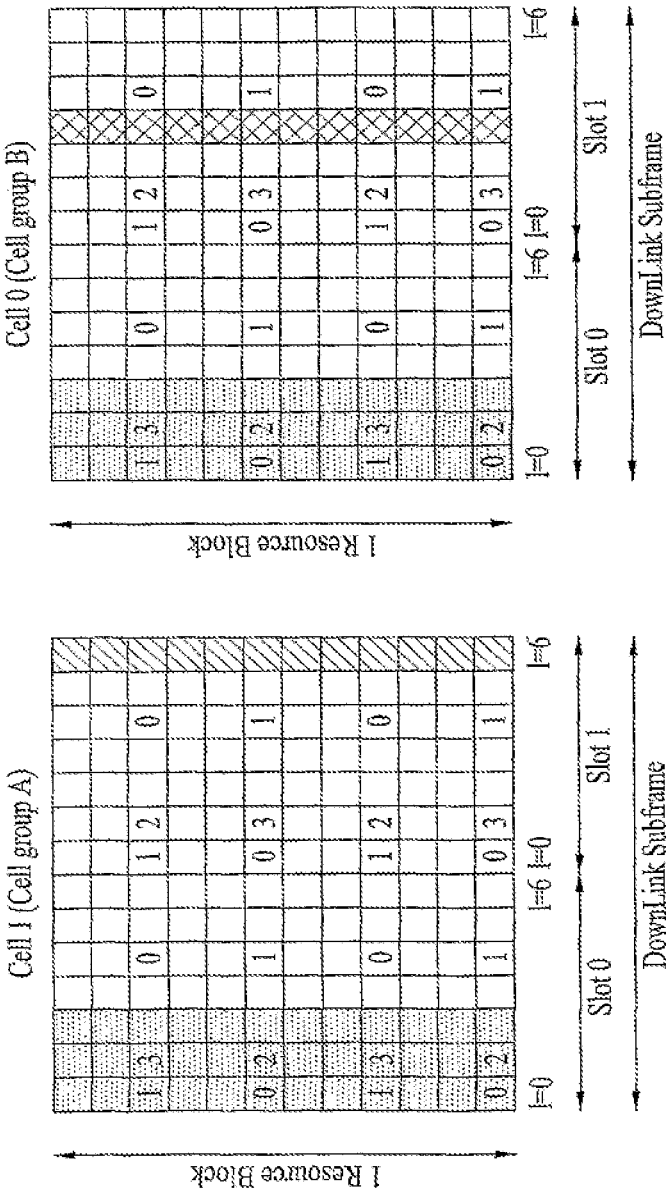 Cell 1 (Cell group A)
1 Resource Block
1 3 0 1 2 0
0 2 1 0 3 1
1 3 0 1 2 0
0 2 1 0 3 1
l=0 l=6 l=0 l=6
Slot 0 Slot 1
DownLink Subframe
Cell 0 (Cell group B)
1 Resource Block
1 3 0 1 2 0
0 2 1 0 3 1
1 3 0 1 2 0
0 2 1 0 3 1
l=0 l=6 l=0 l=6
Slot 0 Slot 1
DownLink Subframe